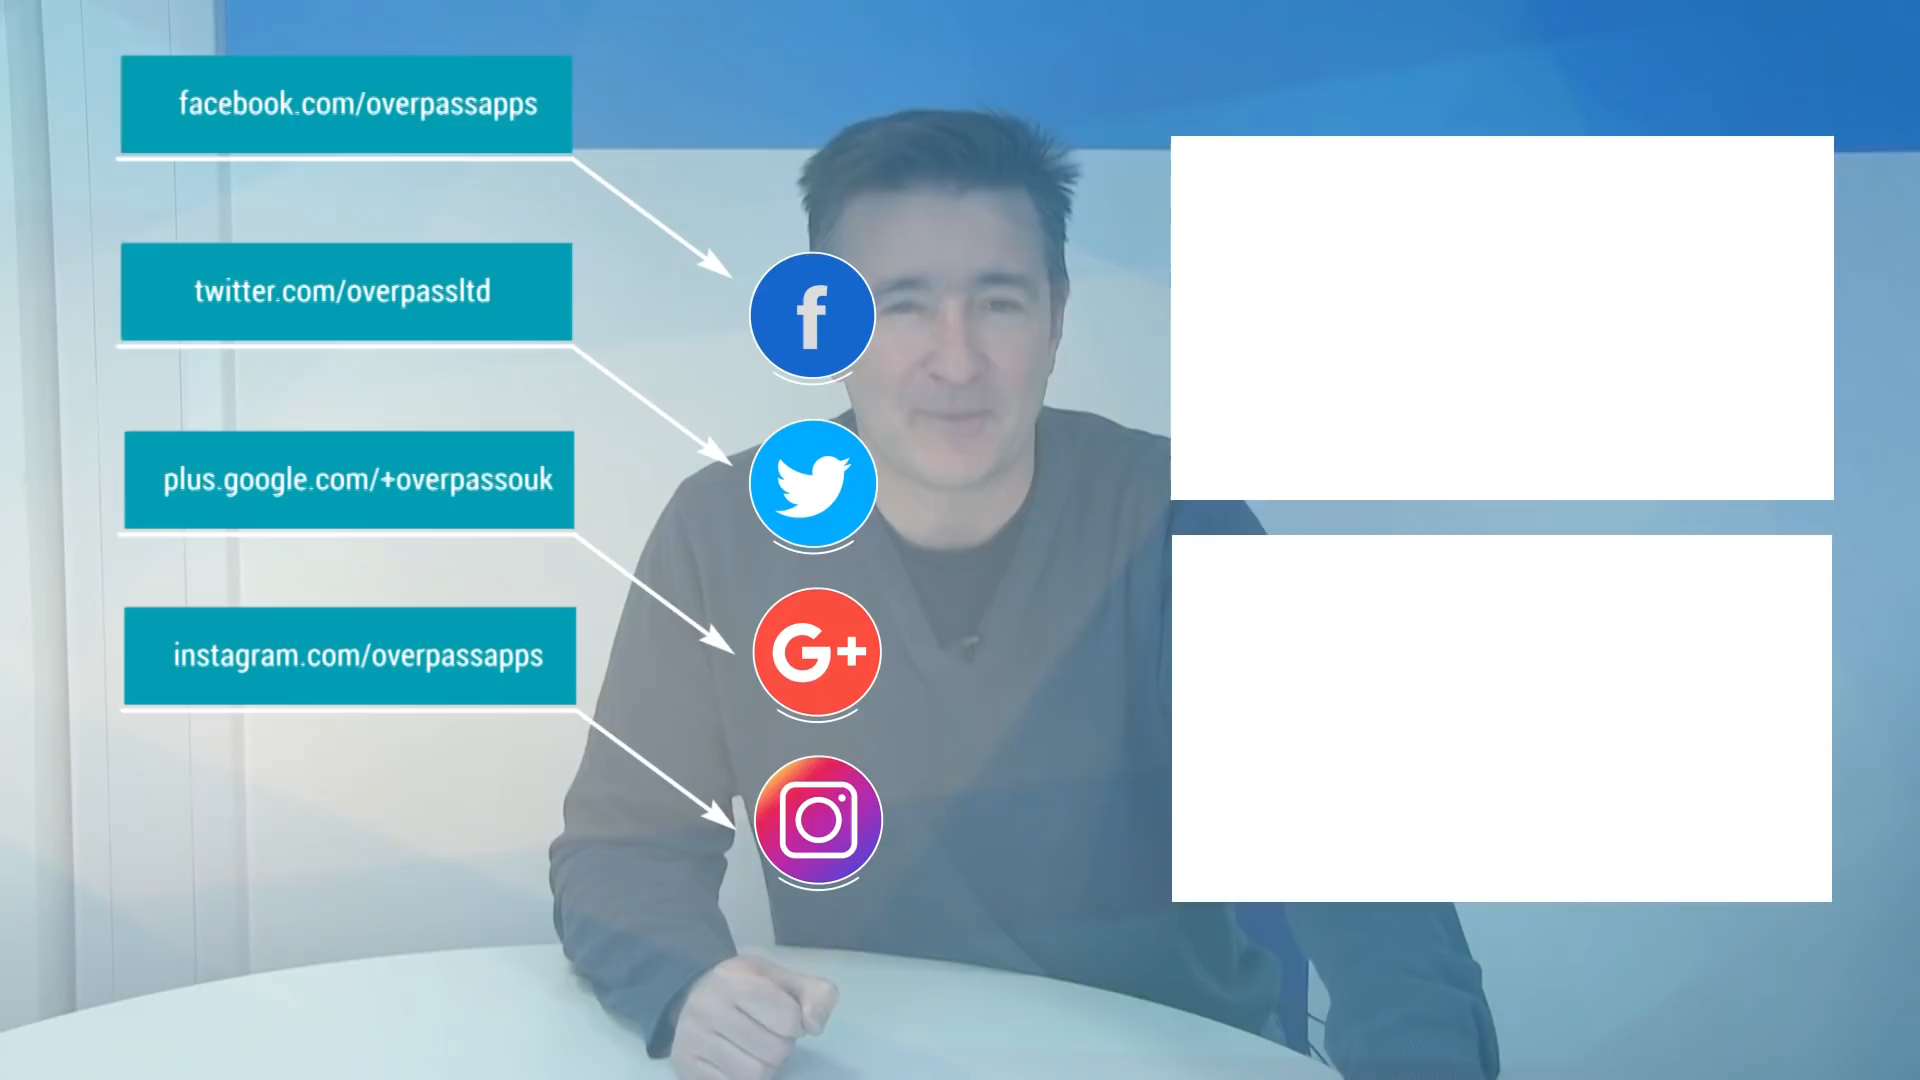 facebook.com/overpassapps
twitter.com/overpassltd
plus.google.com/+overpassouk
instagram.com/overpassapps
f
G+